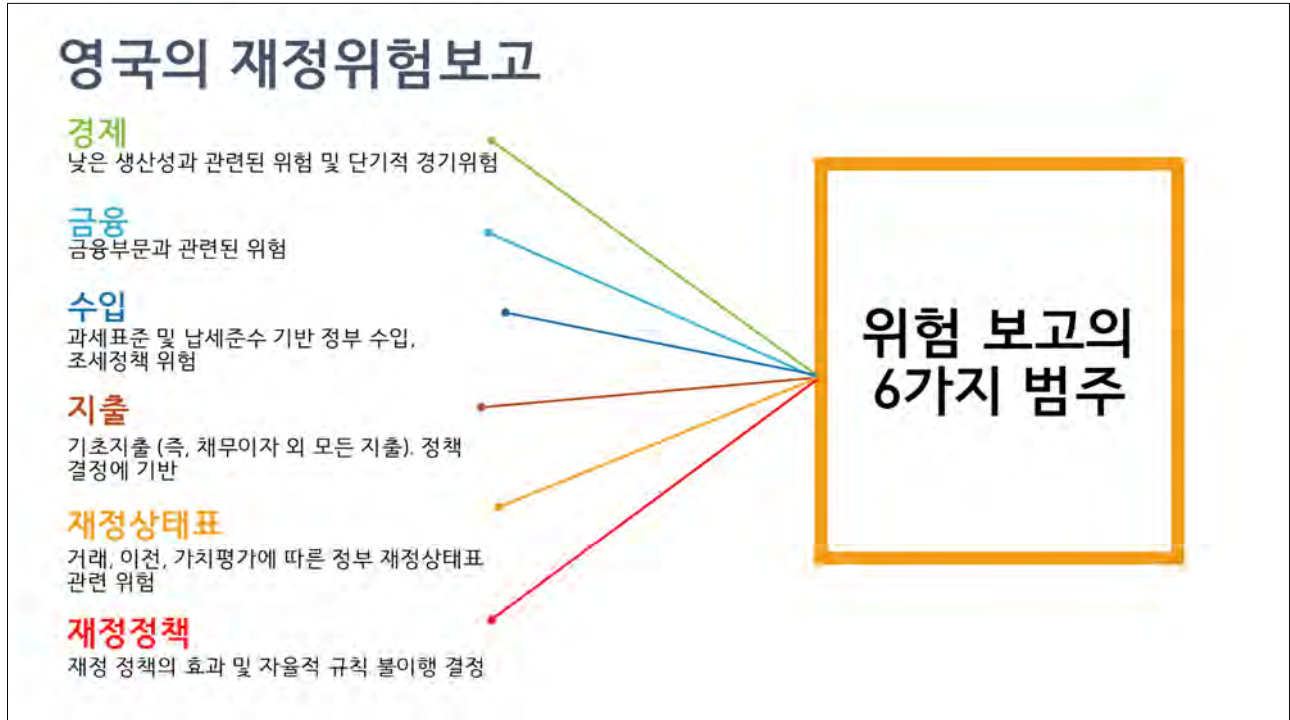 영국의 재정위험보고
경제
낮은 생산성과 관련된 위험 및 단기적 경기위험
금융
금융부문과 관련된 위험
수입
과세표준 및 납세준수 기반 정부 수입,
조세정책 위험
지출
기초지출 (즉, 채무이자 외 모든 지출). 정책
결정에 기반
재정상태표
거래, 이전, 가치평가에 따른 정부 재정상태표
관련 위험
재정정책
재정 정책의 효과 및 자율적 규칙 불이행 결정
위험 보고의
6가지 범주